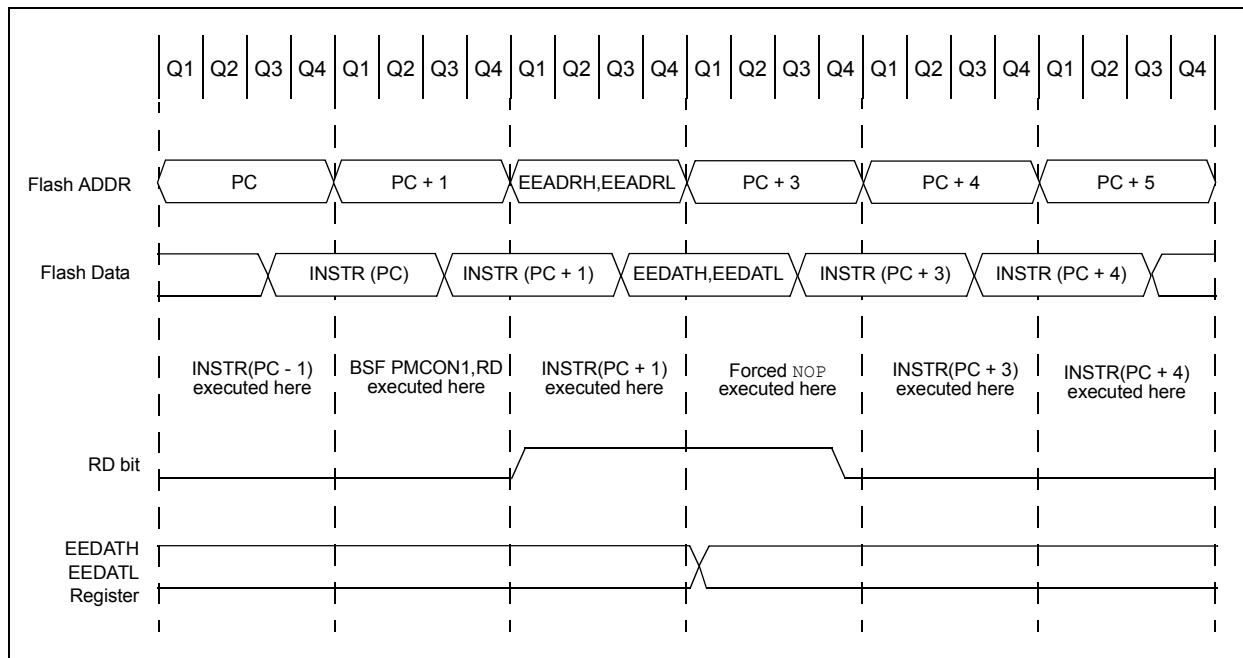 Q1 Q2 Q3 Q4 Q1 Q2 Q3 Q4 Q1 Q2 Q3 Q4 Q1 Q2 Q3 Q4 Q1 Q2 Q3 Q4 Q1 Q2 Q3 Q4
Flash ADDR PC PC + 1 EEADRH,EEADRL PC + 3 PC + 4 PC + 5
Flash Data INSTR (PC) INSTR (PC + 1) EEDATH,EEDATL INSTR (PC + 3) INSTR (PC + 4)
INSTR(PC - 1)
executed here
BSF PMCON1,RD
executed here
INSTR(PC + 1)
executed here
Forced NOP
executed here
INSTR(PC + 3)
executed here
INSTR(PC + 4)
executed here
RD bit
EEDATH
EEDATL
Register